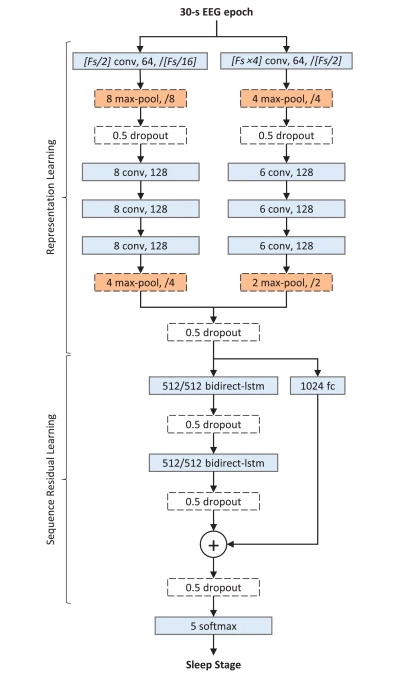 30-s EEG epoch
[Fs/2] conv, 64, /[Fs/16]
[Fs×4] conv, 64, /[Fs/2]
8 max-pool, /8
4 max-pool, /4
0.5 dropout
0.5 dropout
8 conv, 128
6 conv, 128
8 conv, 128
6 conv, 128
8 conv, 128
6 conv, 128
4 max-pool, /4
2 max-pool, /2
Representation Learning
0.5 dropout
512/512 bidirect-lstm
1024 fc
0.5 dropout
512/512 bidirect-lstm
0.5 dropout
+
Sequence Residual Learning
0.5 dropout
5 softmax
Sleep Stage